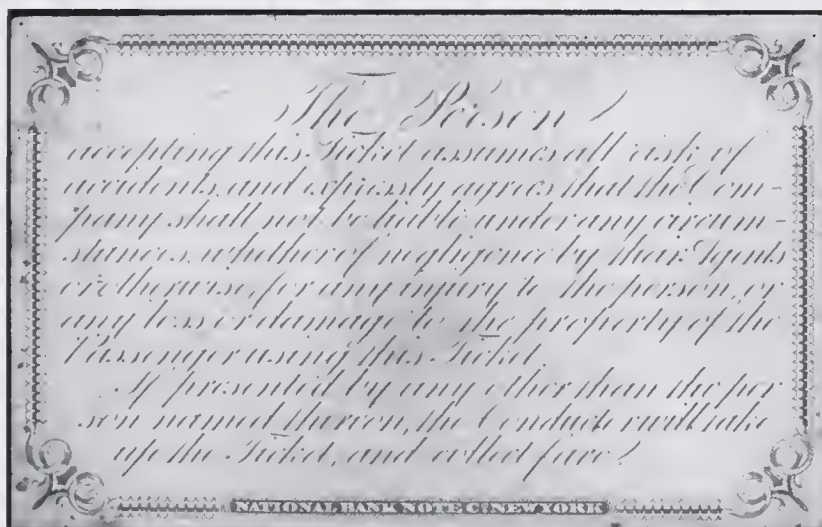 The Person
accepting this Ticket assumes all risk of
accidents, and expressly agrees that the Com-
pany shall not be liable under any circum-
stances, whether of negligence by their Agents
or otherwise, for any injury to the person, or
any loss or damage to the property of the
Passenger using this Ticket.
If presented by any other than the per
son named thereon, the Conductor will take
up the Ticket, and collect fare.
NATIONAL BANK NOTE CO. NEW YORK